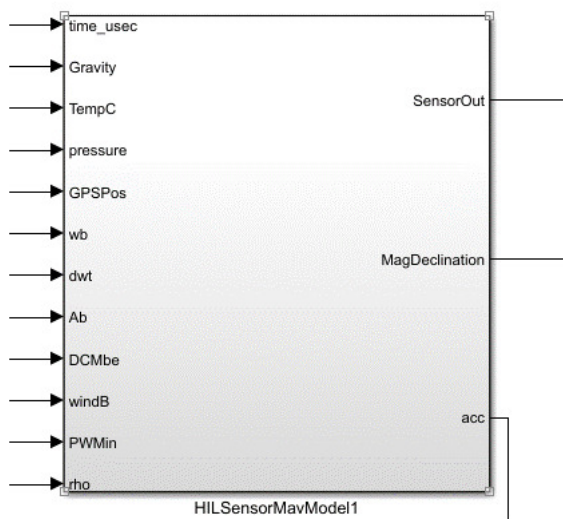 time_usec
Gravity
TempC
SensorOut
pressure
GPSPos
wb
MagDeclination
dwt
Ab
DCMbe
windB
acc
PWMin
rho
HILSensorMavModel1